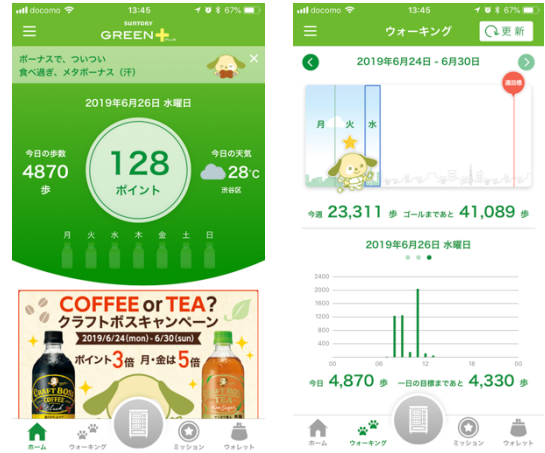 docomo 13:45 67%
SUNTORY
GREEN+
PLUS
ボーナスで、ついつい
食べ過ぎ、メタボーナス（汗）
2019年6月26日 水曜日
今日の歩数
4870
歩
128
ポイント
今日の天気
28℃
渋谷区
月 火 水 木 金 土 日
COFFEE or TEA?
クラフトボスキャンペーン
2019/6/24(mon)-6/30(sun)
ポイント3倍 月・金は5倍
CRAFT BOSS
COFFEE
ホーム
ウォーキング
ミッション
ウォレット
docomo 13:45 67%
ウォーキング
更新
2019年6月24日 - 6月30日
週目標
月 火 水
今週 23,311 歩 ゴールまであと 41,089 歩
2019年6月26日 水曜日
2400
2000
1600
1200
800
400
00 06 12 18 00
今日 4,870 歩 一日の目標まであと 4,330 歩
ホーム
ウォーキング
ミッション
ウォレット